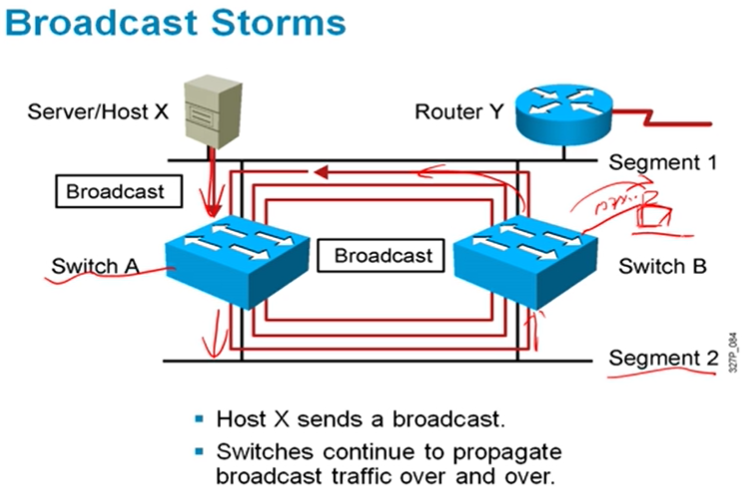 Broadcast Storms
Server/Host X
Router Y
Segment 1
Broadcast
Broadcast
Switch A
Switch B
Segment 2
327P_084
Host X sends a broadcast.
Switches continue to propagate
broadcast traffic over and over.